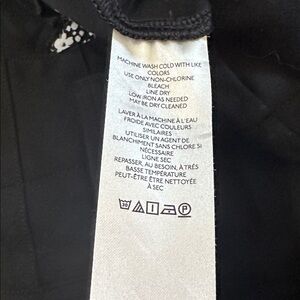 MACHINE WASH COLD WITH LIKE
COLORS
USE ONLY NON-CHLORINE
BLEACH
LINE DRY
LOW IRON AS NEEDED
MAY BE DRY CLEANED
LAVER À LA MACHINE À L'EAU
FROIDE AVEC COULEURS
SIMILAIRES
UTILISER UN AGENT DE
BLANCHIMENT SANS CHLORE SI
NÉCESSAIRE
LIGNE SEC
REPASSER, AU BESOIN, À TRÈS
BASSE TEMPÉRATURE
PEUT-ÊTRE ÊTRE NETTOYÉE
À SEC